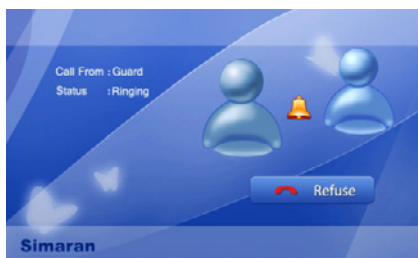 Call From : Guard
Status : Ringing
Refuse
Simaran